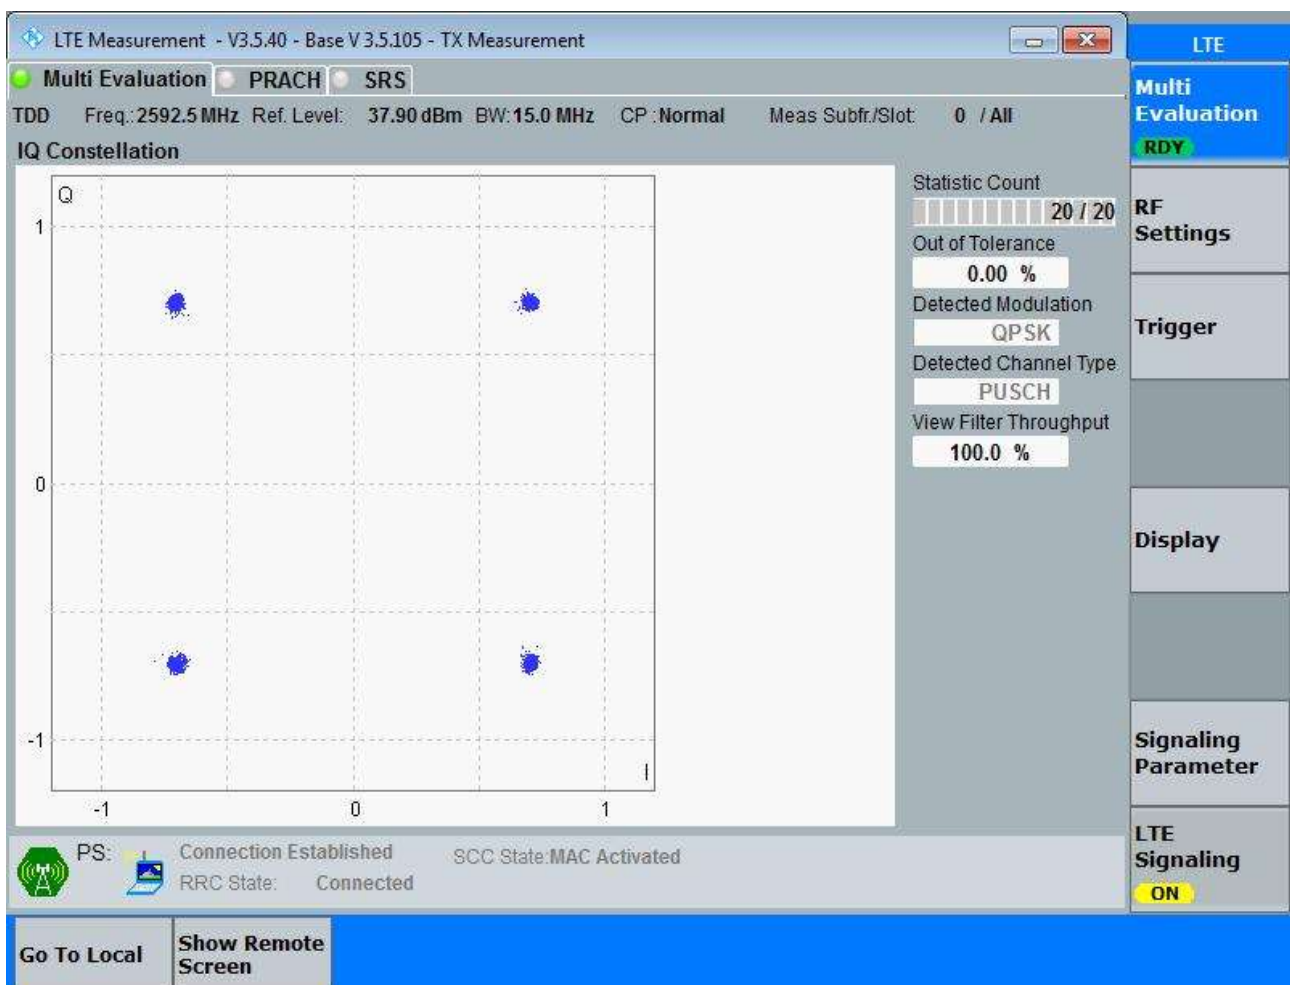 LTE Measurement - V3.5.40 - Base V 3.5.105 - TX Measurement
LTE
Multi Evaluation PRACH SRS
TDD Freq.:2592.5 MHz Ref. Level: 37.90 dBm BW:15.0 MHz CP :Normal Meas Subfr./Slot: 0 / All
IQ Constellation
Q
1
0
-1
I
-1 0 1
Statistic Count
20 / 20
Out of Tolerance
0.00 %
Detected Modulation
QPSK
Detected Channel Type
PUSCH
View Filter Throughput
100.0 %
Multi
Evaluation
RDY
RF
Settings
Trigger
Display
Signaling
Parameter
LTE
Signaling
ON
PS: Connection Established SCC State:MAC Activated
RRC State: Connected
Go To Local
Show Remote
Screen